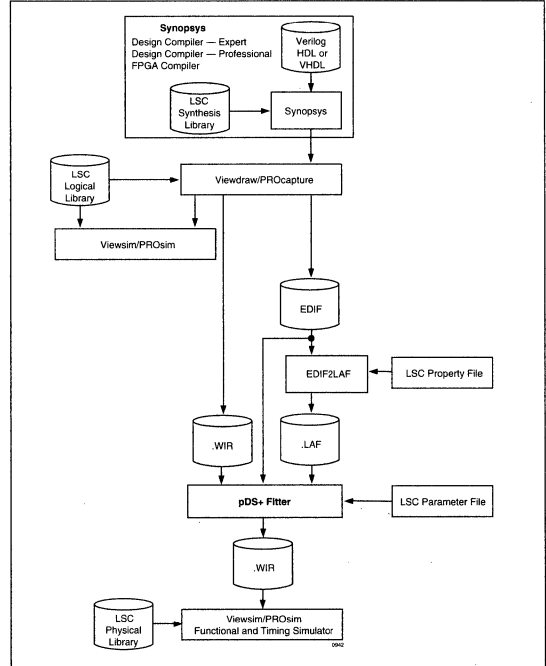 Synopsys
Design Compiler — Expert
Design Compiler — Professional
FPGA Compiler
Verilog
HDL or
VHDL
LSC
Synthesis
Library
Synopsys
LSC
Logical
Library
Viewdraw/PROcapture
Viewsim/PROsim
EDIF
EDIF2LAF
LSC Property File
.WIR
.LAF
pDS+ Fitter
LSC Parameter File
.WIR
LSC
Physical
Library
Viewsim/PROsim
Functional and Timing Simulator
0942